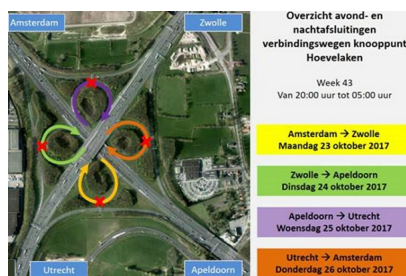 Amsterdam
Zwolle
Utrecht
Apeldoorn
Overzicht avond- en
nachtafsluitingen
verbindingswegen knooppunt
Hoevelaken
Week 43
Van 20:00 uur tot 05:00 uur
Amsterdam → Zwolle
Maandag 23 oktober 2017
Zwolle → Apeldoorn
Dinsdag 24 oktober 2017
Apeldoorn → Utrecht
Woensdag 25 oktober 2017
Utrecht → Amsterdam
Donderdag 26 oktober 2017